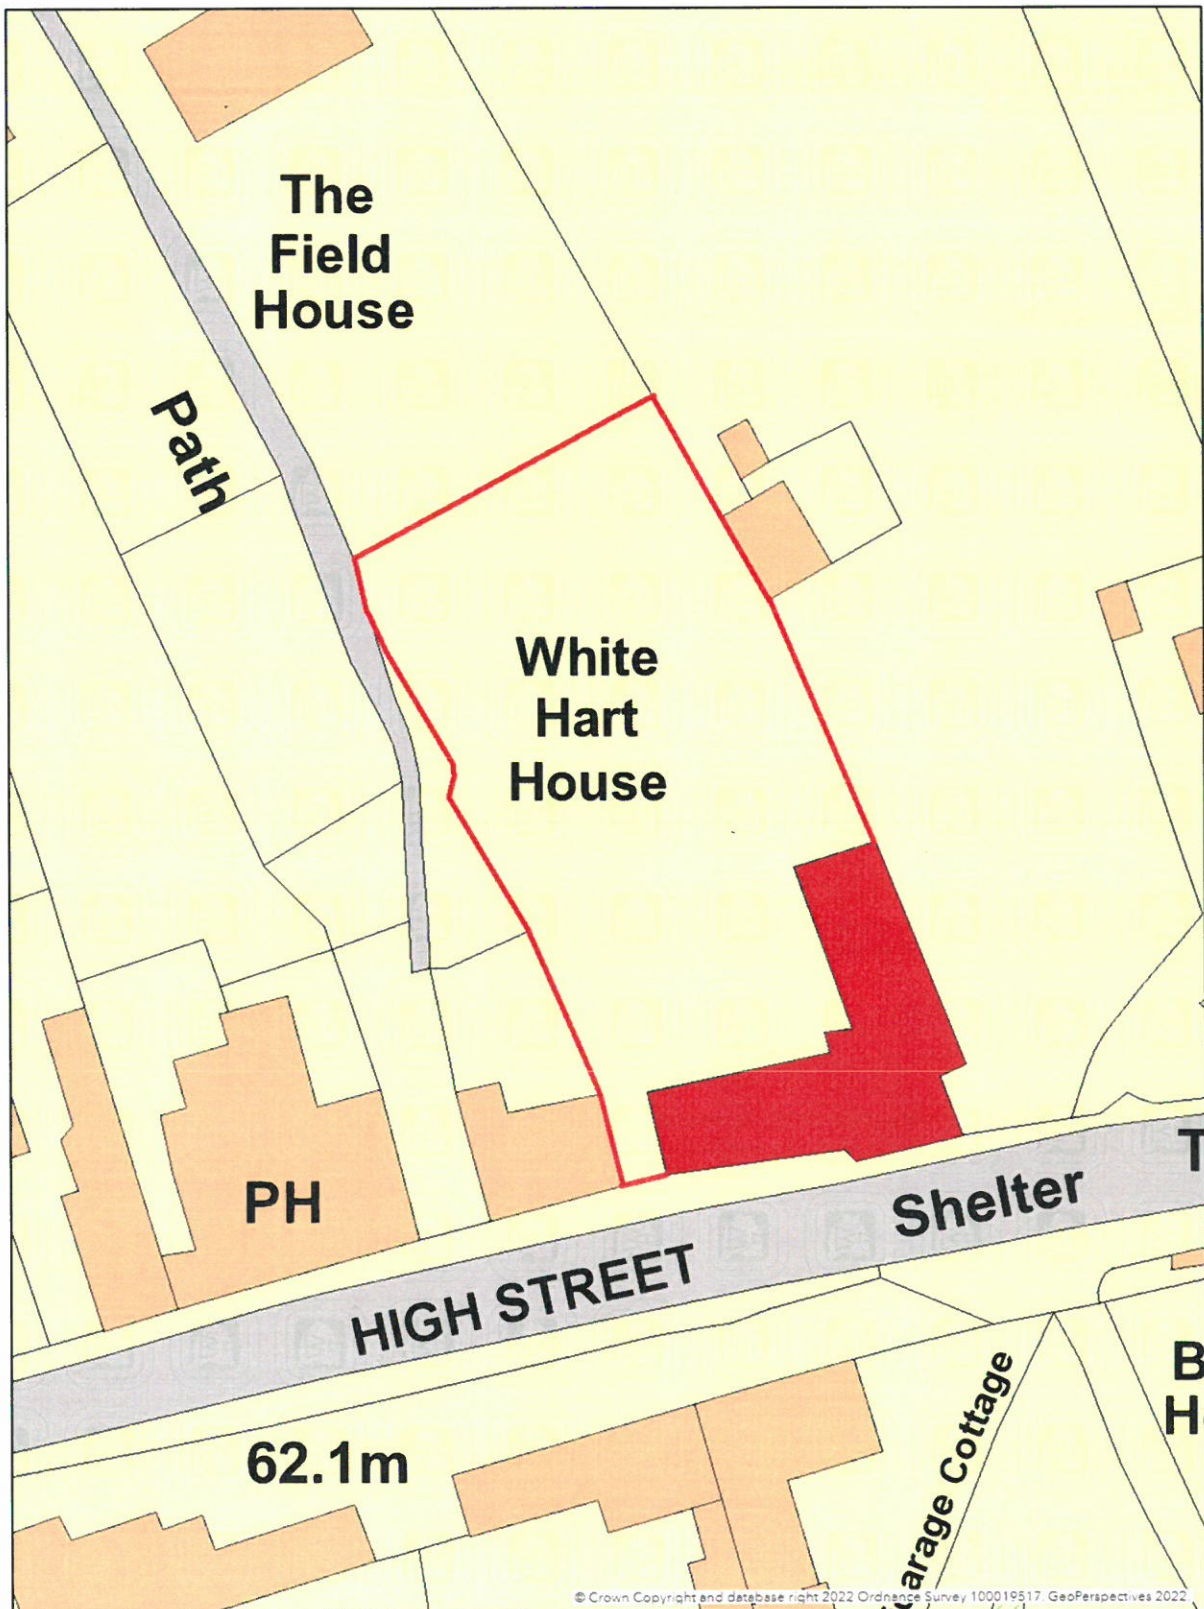 The
Field
House
Path
White
Hart
House
PH
Shelter
HIGH STREET
62.1m
© Crown Copyright and database right 2022 Ordnance Survey 100019517. GeoPerspectives 2022.
Cottage
T
B
H